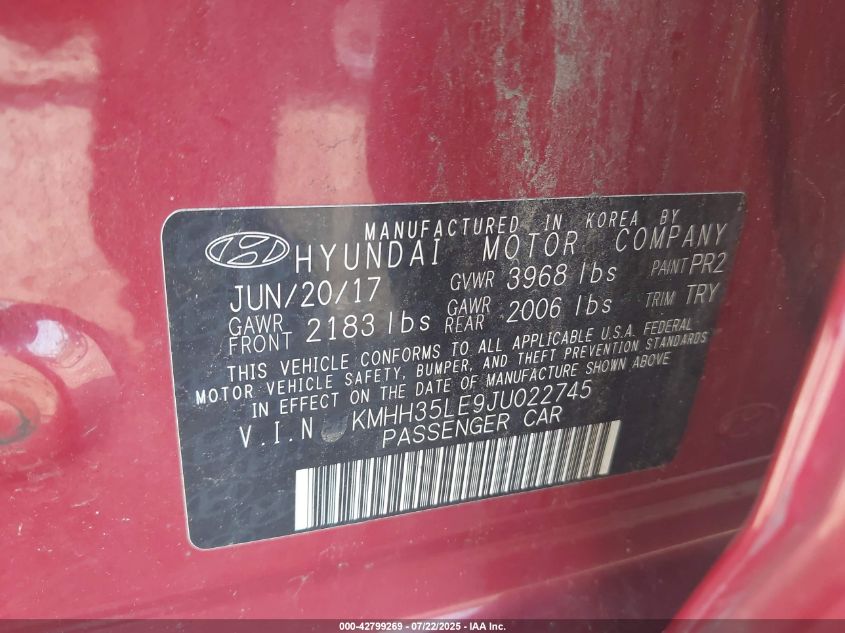 MANUFACTURED IN KOREA BY
HYUNDAI MOTOR COMPANY
JUN/20/17 GVWR 3968 lbs PAINT PR2
GAWR FRONT 2183 lbs GAWR REAR 2006 lbs TRIM TRY
THIS VEHICLE CONFORMS TO ALL APPLICABLE U.S.A. FEDERAL
MOTOR VEHICLE SAFETY, BUMPER, AND THEFT PREVENTION STANDARDS
IN EFFECT ON THE DATE OF MANUFACTURE SHOWN ABOVE
V.I.N KMHH35LE9JU022745
PASSENGER CAR
000-42799269 - 07/22/2025 - IAA Inc.